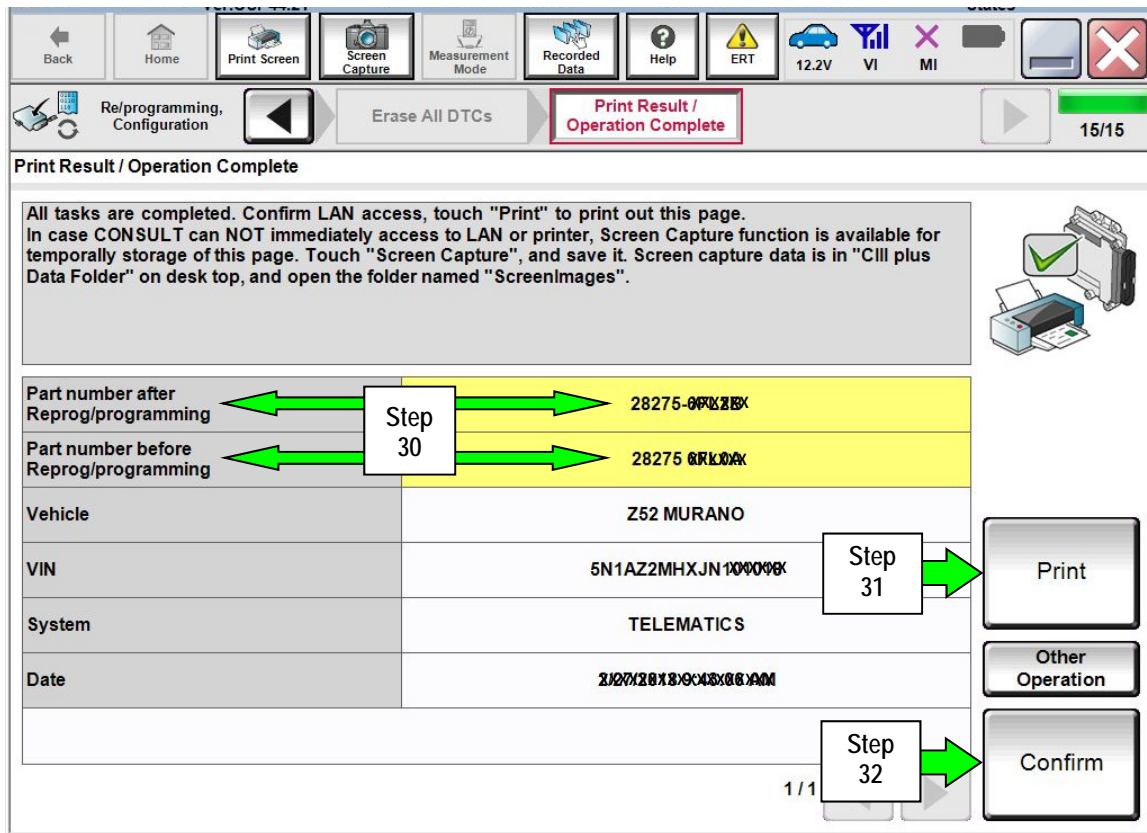 Back
Home
Print Screen
Screen
Capture
Measurement
Mode
Recorded
Data
Help
ERT
12.2V
VI
MI
Re/programming,
Configuration
Erase All DTCs
Print Result /
Operation Complete
15/15
Print Result / Operation Complete
All tasks are completed. Confirm LAN access, touch "Print" to print out this page.
In case CONSULT can NOT immediately access to LAN or printer, Screen Capture function is available for
temporally storage of this page. Touch "Screen Capture", and save it. Screen capture data is in "CIII plus
Data Folder" on desk top, and open the folder named "ScreenImages".
Part number after
Reprog/programming
28275-
Step
30
Part number before
Reprog/programming
28275
Vehicle
Z52 MURANO
VIN
5N1AZ2MHXJN1
Step
31
Print
System
TELEMATICS
Other
Operation
Date
Step
32
Confirm
1 / 1